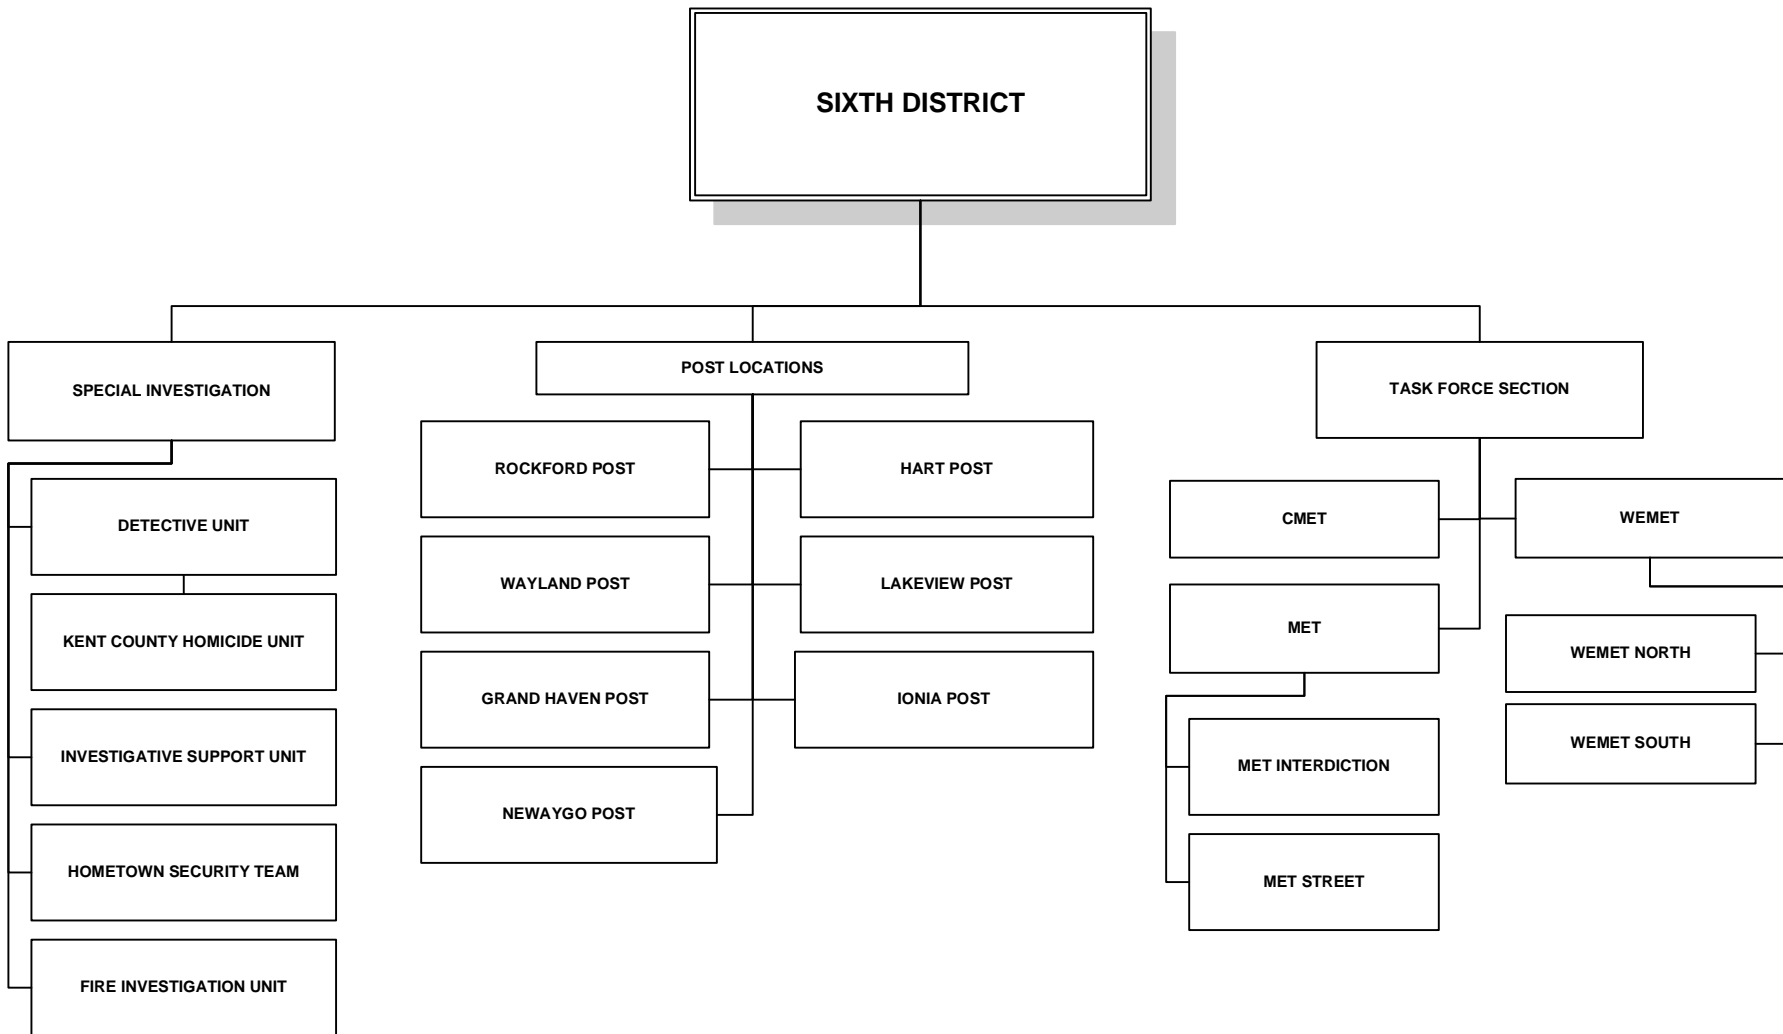 SIXTH DISTRICT
SPECIAL INVESTIGATION
DETECTIVE UNIT
KENT COUNTY HOMICIDE UNIT
INVESTIGATIVE SUPPORT UNIT
HOMETOWN SECURITY TEAM
FIRE INVESTIGATION UNIT
POST LOCATIONS
ROCKFORD POST
HART POST
WAYLAND POST
LAKEVIEW POST
GRAND HAVEN POST
IONIA POST
NEWAYGO POST
TASK FORCE SECTION
CMET
WEMET
MET
WEMET NORTH
WEMET SOUTH
MET INTERDICTION
MET STREET